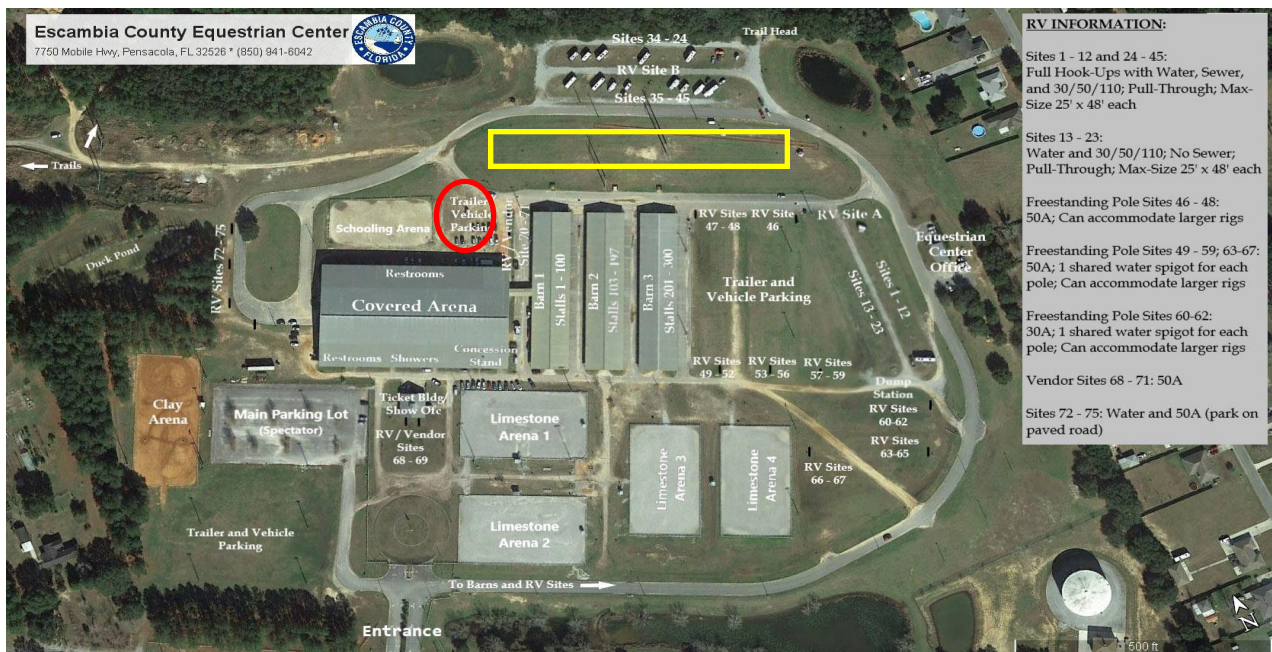 Escambia County Equestrian Center
7750 Mobile Hwy, Pensacola, FL 32526 * (850) 941-6042
ESCAMBIA COUNTY
FLORIDA
Sites 34 - 24
Trail Head
RV Site B
Sites 35 - 45
Trails
Trailer
Vehicle
Parking
Schooling Arena
RV / Vendor
Site 70 - 71
RV Sites
47 - 48
RV Site
46
RV Site A
Equestrian
Center
Office
Duck Pond
RV Sites 72 - 75
Restrooms
Covered Arena
Restrooms Showers
Concession
Stand
Barn 1
Stalls 1 - 100
Barn 2
Stalls 103 - 197
Barn 3
Stalls 201 - 300
Trailer and
Vehicle Parking
Sites 1 - 12
Sites 13 - 23
RV Sites
49 - 52
RV Sites
53 - 56
RV Sites
57 - 59
Dump
Station
RV Sites
60-62
RV Sites
63-65
RV Sites
66 - 67
Clay
Arena
Main Parking Lot
(Spectator)
Ticket Bldg/
Show Ofc
RV / Vendor
Sites
68 - 69
Limestone
Arena 1
Limestone
Arena 2
Limestone
Arena 3
Limestone
Arena 4
Trailer and Vehicle
Parking
To Barns and RV Sites
Entrance
RV INFORMATION:
Sites 1 - 12 and 24 - 45:
Full Hook-Ups with Water, Sewer,
and 30/50/110; Pull-Through; Max-
Size 25' x 48' each
Sites 13 - 23:
Water and 30/50/110; No Sewer;
Pull-Through; Max-Size 25' x 48' each
Freestanding Pole Sites 46 - 48:
50A; Can accommodate larger rigs
Freestanding Pole Sites 49 - 59; 63-67:
50A; 1 shared water spigot for each
pole; Can accommodate larger rigs
Freestanding Pole Sites 60-62:
30A; 1 shared water spigot for each
pole; Can accommodate larger rigs
Vendor Sites 68 - 71: 50A
Sites 72 - 75: Water and 50A (park on
paved road)
N
500 ft